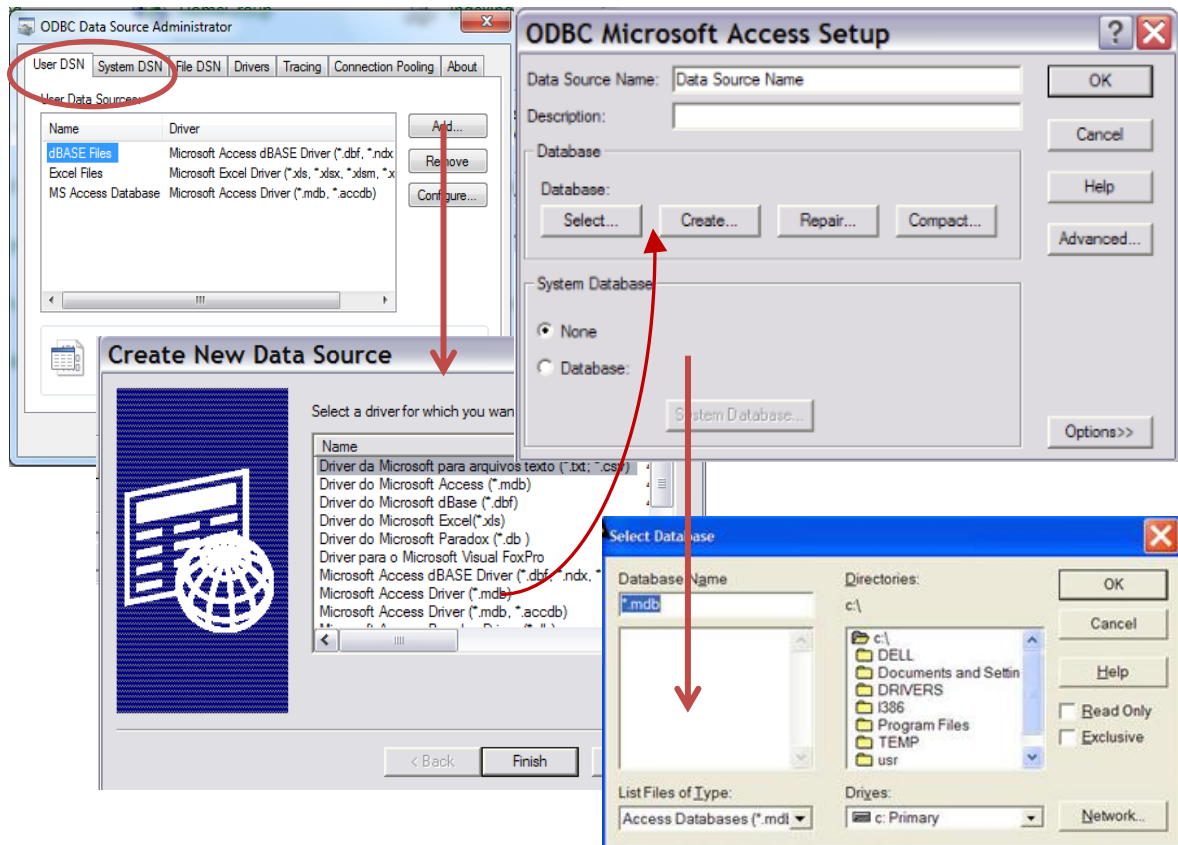 ODBC Data Source Administrator
User DSN
System DSN
File DSN
Drivers
Tracing
Connection Pooling
About
User Data Sources:
Name Driver
dBASE Files Microsoft Access dBASE Driver (*.dbf, *.ndx
Excel Files Microsoft Excel Driver (*.xls, *.xlsx, *.xlsm, *.x
MS Access Database Microsoft Access Driver (*.mdb, *.accdb)
Add...
Remove
Configure...
ODBC Microsoft Access Setup
Data Source Name: Data Source Name
Description:
Database
Database:
Select... Create... Repair... Compact...
System Database
None
Database:
System Database...
OK
Cancel
Help
Advanced...
Options>>
Create New Data Source
Select a driver for which you wan
Name
Driver da Microsoft para arquivos texto (*.txt; *.csv)
Driver do Microsoft Access (*.mdb)
Driver do Microsoft dBase (*.dbf)
Driver do Microsoft Excel(*.xls)
Driver do Microsoft Paradox (*.db )
Driver para o Microsoft Visual FoxPro
Microsoft Access dBASE Driver (*.dbf, *.ndx, *
Microsoft Access Driver (*.mdb)
Microsoft Access Driver (*.mdb, *.accdb)
< Back
Finish
Select Database
Database Name
*.mdb
List Files of Type:
Access Databases (*.mdb
Directories:
c:\
c:\
DELL
Documents and Settin
DRIVERS
I386
Program Files
TEMP
usr
Drives:
c: Primary
OK
Cancel
Help
Read Only
Exclusive
Network...